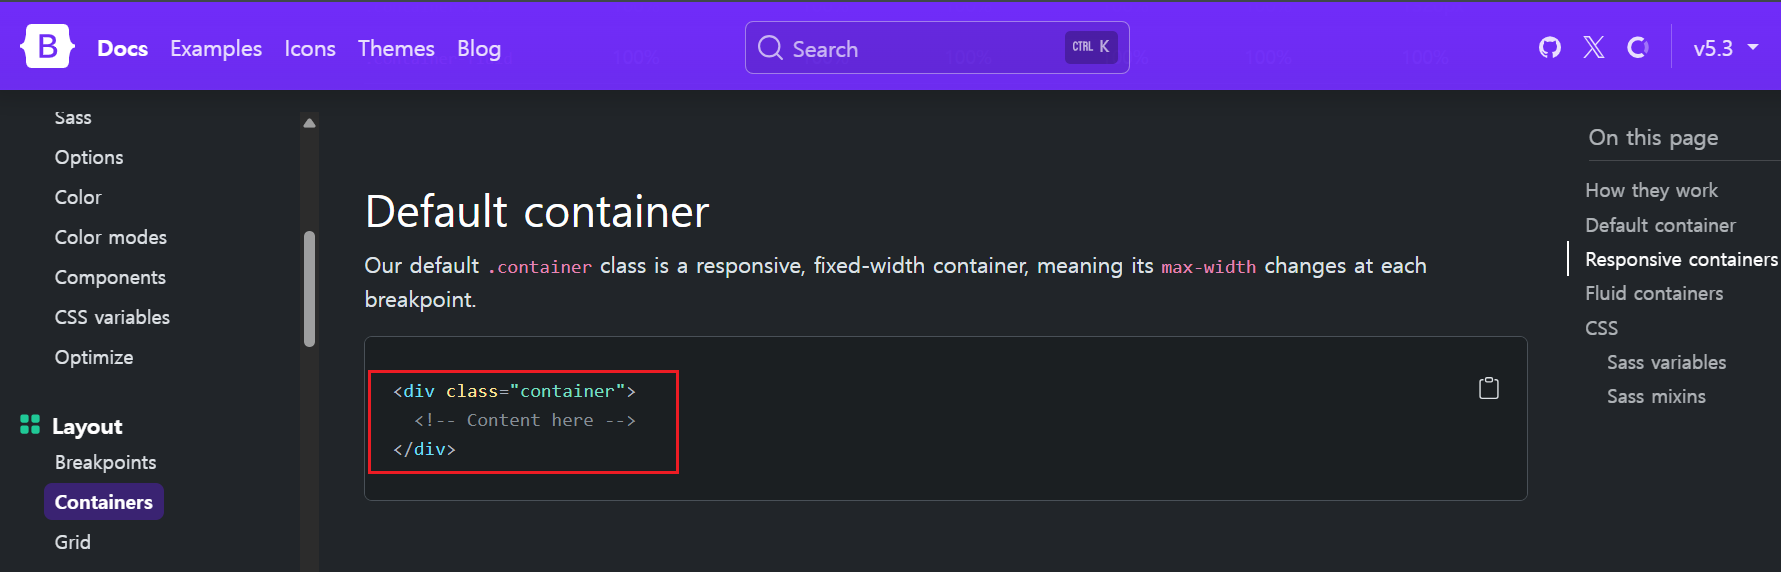 B Docs Examples Icons Themes Blog Search CTRL K v5.3
Sass
Options
Color
Color modes
Components
CSS variables
Optimize
Layout
Breakpoints
Containers
Grid
Default container
Our default .container class is a responsive, fixed-width container, meaning its max-width changes at each
breakpoint.
<div class="container">
  <!-- Content here -->
</div>
On this page
How they work
Default container
Responsive containers
Fluid containers
CSS
Sass variables
Sass mixins